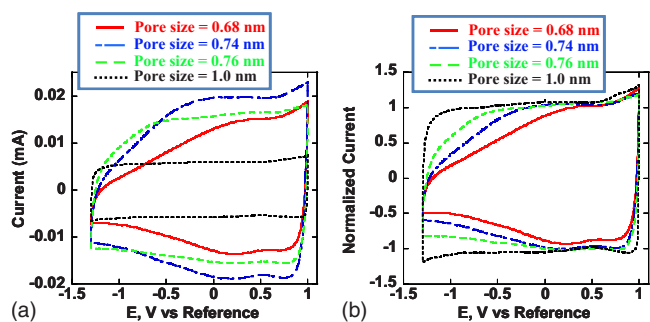 Pore size = 0.68 nm
Pore size = 0.74 nm
Pore size = 0.76 nm
Pore size = 1.0 nm
Current (mA)
0.02
0.01
0
-0.01
-0.02
-1.5 -1 -0.5 0 0.5 1
E, V vs Reference
(a)
Pore size = 0.68 nm
Pore size = 0.74 nm
Pore size = 0.76 nm
Pore size = 1.0 nm
Normalized Current
1.5
1
0.5
0
-0.5
-1
-1.5
-1.5 -1 -0.5 0 0.5 1
E, V vs Reference
(b)